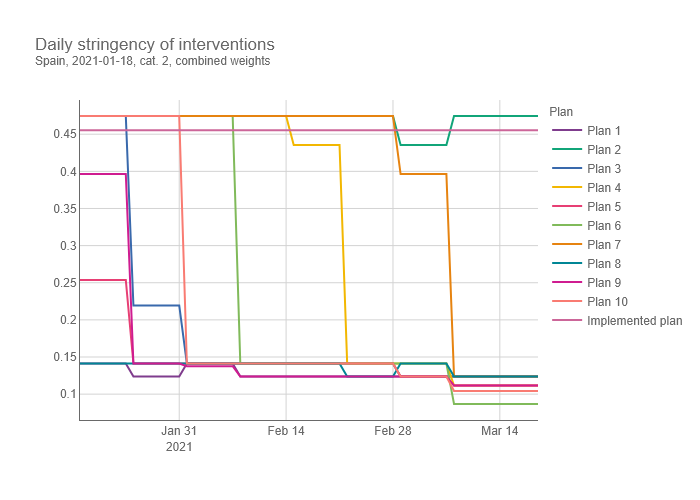 Daily stringency of interventions
Spain, 2021-01-18, cat. 2, combined weights
Plan
Plan 1
Plan 2
Plan 3
Plan 4
Plan 5
Plan 6
Plan 7
Plan 8
Plan 9
Plan 10
Implemented plan
0.45
0.4
0.35
0.3
0.25
0.2
0.15
0.1
Jan 31
2021
Feb 14
Feb 28
Mar 14